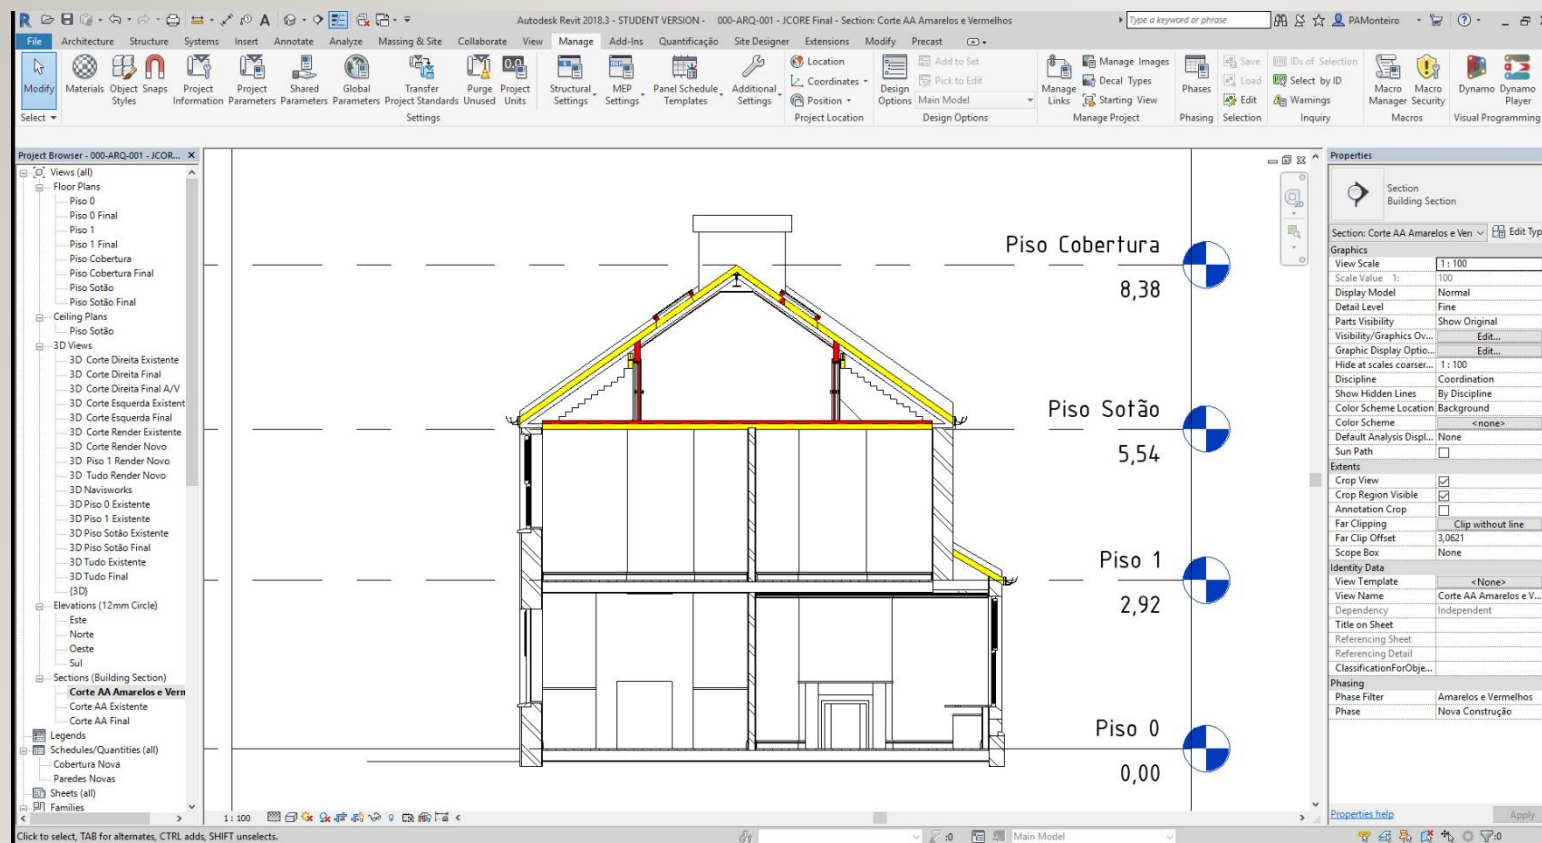 Autodesk Revit 2018.3 - STUDENT VERSION - 000-ARQ-001 - JCORE Final - Section: Corte AA Amarelos e Vermelhos
Type a keyword or phrase
PAMonteiro
File Architecture Structure Systems Insert Annotate Analyze Massing & Site Collaborate View Manage Add-Ins Quantificação Site Designer Extensions Modify Precast
Modify
Materials
Object Styles
Snaps
Project Information
Project Parameters
Shared Parameters
Global Parameters
Transfer Project Standards
Purge Unused
Project Units
Structural Settings
MEP Settings
Panel Schedule Templates
Additional Settings
Location
Coordinates
Position
Design Options
Add to Set
Pick to Edit
Main Model
Manage Links
Manage Images
Decal Types
Starting View
Phases
Save
Load
Edit
IDs of Selection
Select by ID
Warnings
Macro Manager
Macro Security
Dynamo
Dynamo Player
Select
Settings
Project Location
Design Options
Manage Project
Phasing
Selection
Inquiry
Macros
Visual Programming
Project Browser - 000-ARQ-001 - JCOR...
Views (all)
Floor Plans
Piso 0
Piso 0 Final
Piso 1
Piso 1 Final
Piso Cobertura
Piso Cobertura Final
Piso Sotão
Piso Sotão Final
Ceiling Plans
Piso Sotão
3D Views
3D Corte Direita Existente
3D Corte Direita Final
3D Corte Direita Final A/V
3D Corte Esquerda Existent
3D Corte Esquerda Final
3D Corte Render Existente
3D Corte Render Novo
3D Piso 1 Render Novo
3D Tudo Render Novo
3D Navisworks
3D Piso 0 Existente
3D Piso 1 Existente
3D Piso Sotão Existente
3D Piso Sotão Final
3D Tudo Existente
3D Tudo Final
{3D}
Elevations (12mm Circle)
Este
Norte
Oeste
Sul
Sections (Building Section)
Corte AA Amarelos e Verm
Corte AA Existente
Corte AA Final
Legends
Schedules/Quantities (all)
Cobertura Nova
Paredes Novas
Sheets (all)
Families
Piso Cobertura
8,38
Piso Sotão
5,54
Piso 1
2,92
Piso 0
0,00
1 : 100
Properties
Section
Building Section
Section: Corte AA Amarelos e Ven Edit Typ
Graphics
View Scale 1 : 100
Scale Value 1: 100
Display Model Normal
Detail Level Fine
Parts Visibility Show Original
Visibility/Graphics Ov... Edit...
Graphic Display Optio... Edit...
Hide at scales coarser... 1 : 100
Discipline Coordination
Show Hidden Lines By Discipline
Color Scheme Location Background
Color Scheme <none>
Default Analysis Displ... None
Sun Path
Extents
Crop View
Crop Region Visible
Annotation Crop
Far Clipping Clip without line
Far Clip Offset 3,0621
Scope Box None
Identity Data
View Template <None>
View Name Corte AA Amarelos e V...
Dependency Independent
Title on Sheet
Referencing Sheet
Referencing Detail
ClassificationForObje...
Phasing
Phase Filter Amarelos e Vermelhos
Phase Nova Construção
Properties help Apply
Click to select, TAB for alternates, CTRL adds, SHIFT unselects.
:0
Main Model
:0